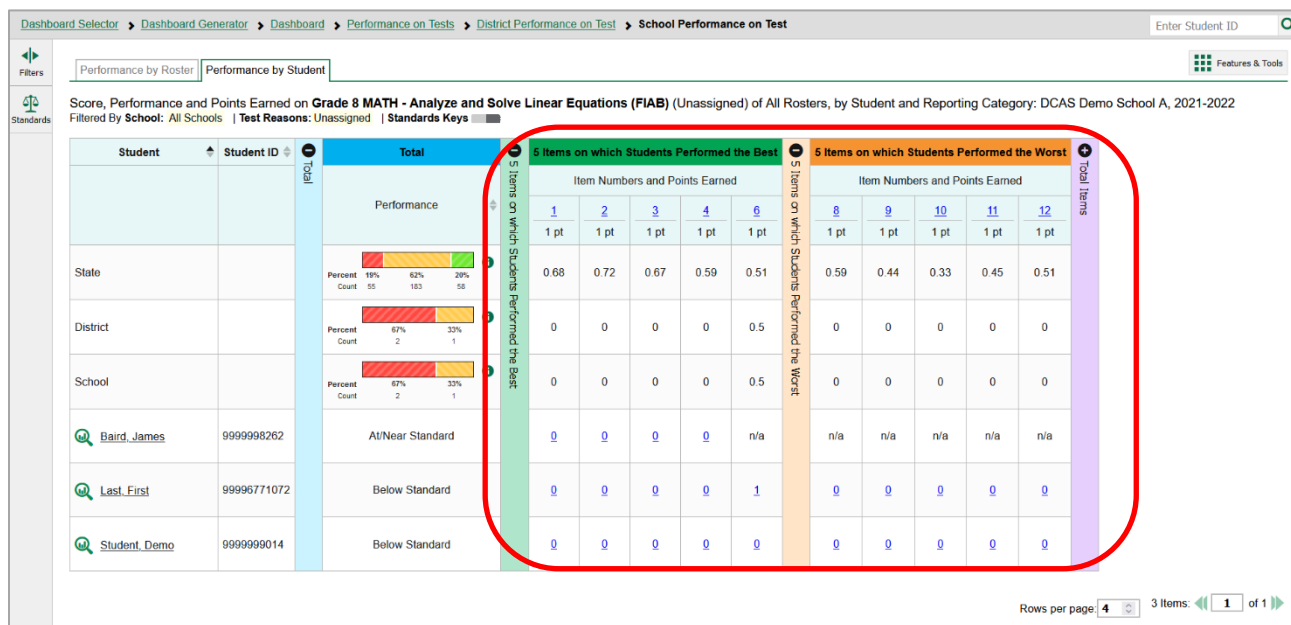 Dashboard Selector > Dashboard Generator > Dashboard > Performance on Tests > District Performance on Test > School Performance on Test
Enter Student ID
Filters
Standards
Performance by Roster
Performance by Student
Features & Tools
Score, Performance and Points Earned on Grade 8 MATH - Analyze and Solve Linear Equations (FIAB) (Unassigned) of All Rosters, by Student and Reporting Category: DCAS Demo School A, 2021-2022
Filtered By School: All Schools | Test Reasons: Unassigned | Standards Keys
Student
Student ID
Total
Total
Performance
5 Items on which Students Performed the Best
5 Items on which Students Performed the Best
Item Numbers and Points Earned
1 2 3 4 6
1 pt 1 pt 1 pt 1 pt 1 pt
5 Items on which Students Performed the Worst
5 Items on which Students Performed the Worst
Item Numbers and Points Earned
8 9 10 11 12
1 pt 1 pt 1 pt 1 pt 1 pt
Total Items
State
Percent 19% 62% 20%
Count 55 183 58
0.68 0.72 0.67 0.59 0.51 0.59 0.44 0.33 0.45 0.51
District
Percent 67% 33%
Count 2 1
0 0 0 0 0.5 0 0 0 0 0
School
Percent 67% 33%
Count 2 1
0 0 0 0 0.5 0 0 0 0 0
Baird, James 9999998262 At/Near Standard 0 0 0 0 n/a n/a n/a n/a n/a n/a
Last, First 99996771072 Below Standard 0 0 0 0 1 0 0 0 0 0
Student, Demo 9999999014 Below Standard 0 0 0 0 0 0 0 0 0 0
Rows per page: 4
3 Items: 1 of 1